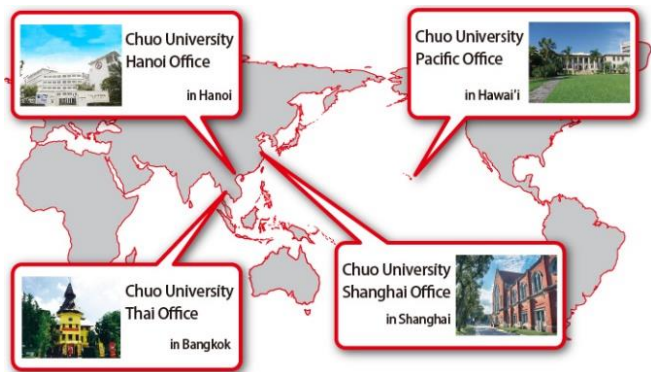 Chuo University
Hanoi Office
in Hanoi
Chuo University
Pacific Office
in Hawai'i
Chuo University
Thai Office
in Bangkok
Chuo University
Shanghai Office
in Shanghai